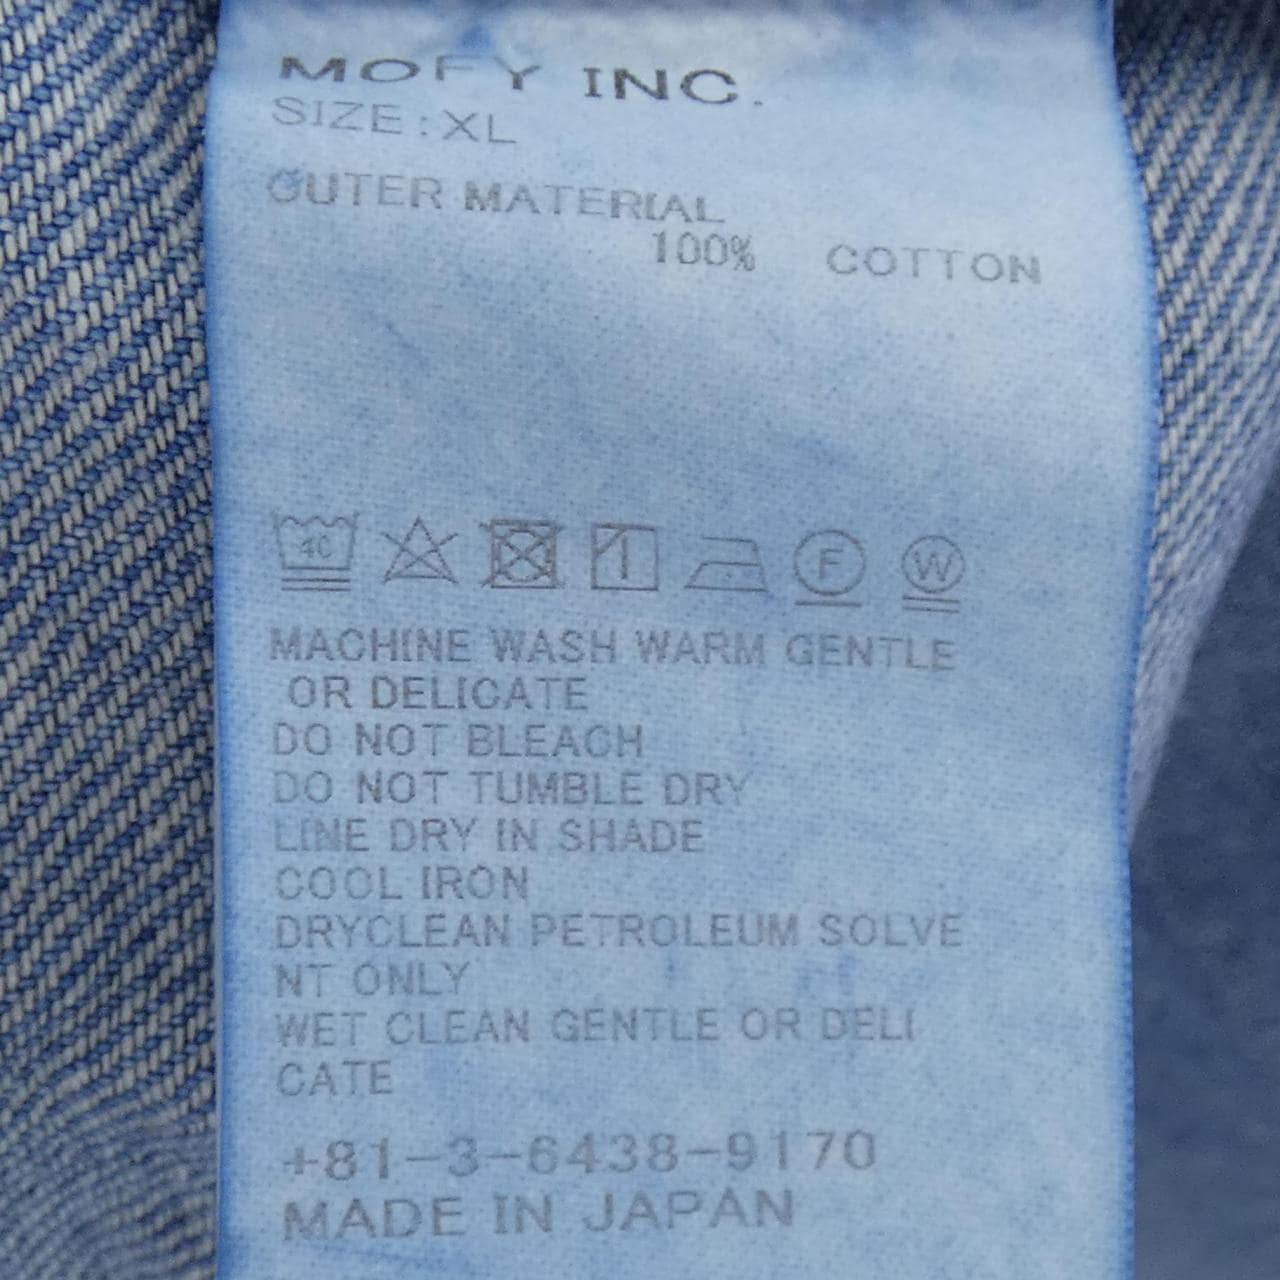 MOFY INC.
SIZE:XL
OUTER MATERIAL
100% COTTON
40
F W
MACHINE WASH WARM GENTLE
OR DELICATE
DO NOT BLEACH
DO NOT TUMBLE DRY
LINE DRY IN SHADE
COOL IRON
DRYCLEAN PETROLEUM SOLVE
NT ONLY
WET CLEAN GENTLE OR DELI
CATE
+81-3-6438-9170
MADE IN JAPAN